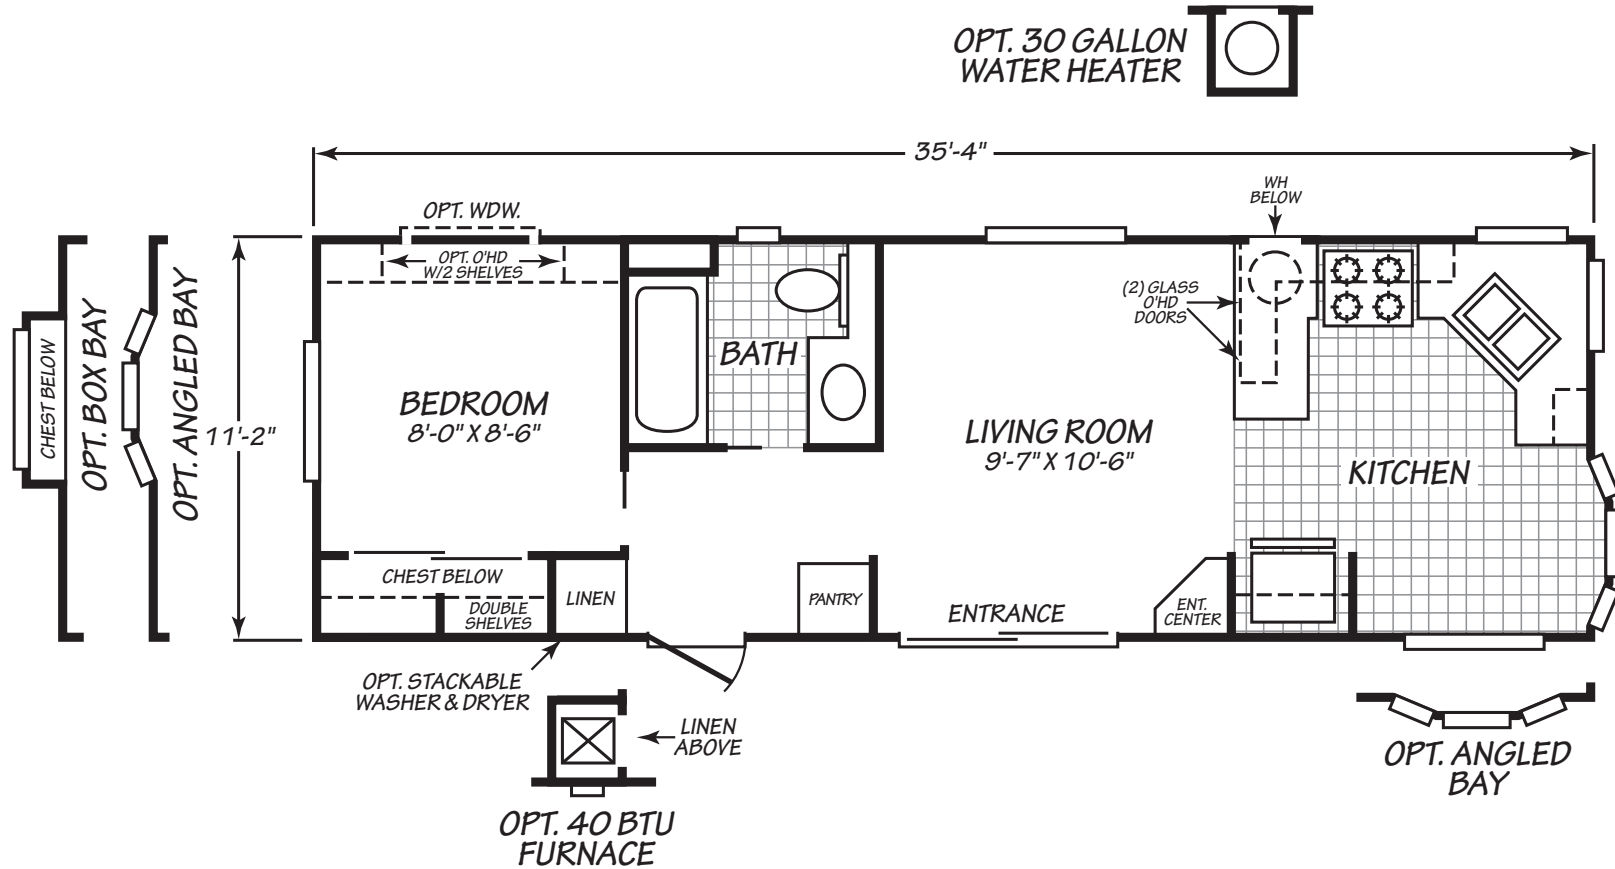 OPT. 30 GALLON
WATER HEATER
35'-4"
WH
BELOW
OPT. WDW.
OPT. O'HD
W/2 SHELVES
(2) GLASS
O'HD
DOORS
CHEST BELOW
OPT. BOX BAY
OPT. ANGLED BAY
11'-2"
BEDROOM
8'-0" X 8'-6"
BATH
LIVING ROOM
9'-7" X 10'-6"
KITCHEN
CHEST BELOW
DOUBLE
SHELVES
LINEN
PANTRY
ENTRANCE
ENT.
CENTER
OPT. STACKABLE
WASHER & DRYER
LINEN
ABOVE
OPT. 40 BTU
FURNACE
OPT. ANGLED
BAY